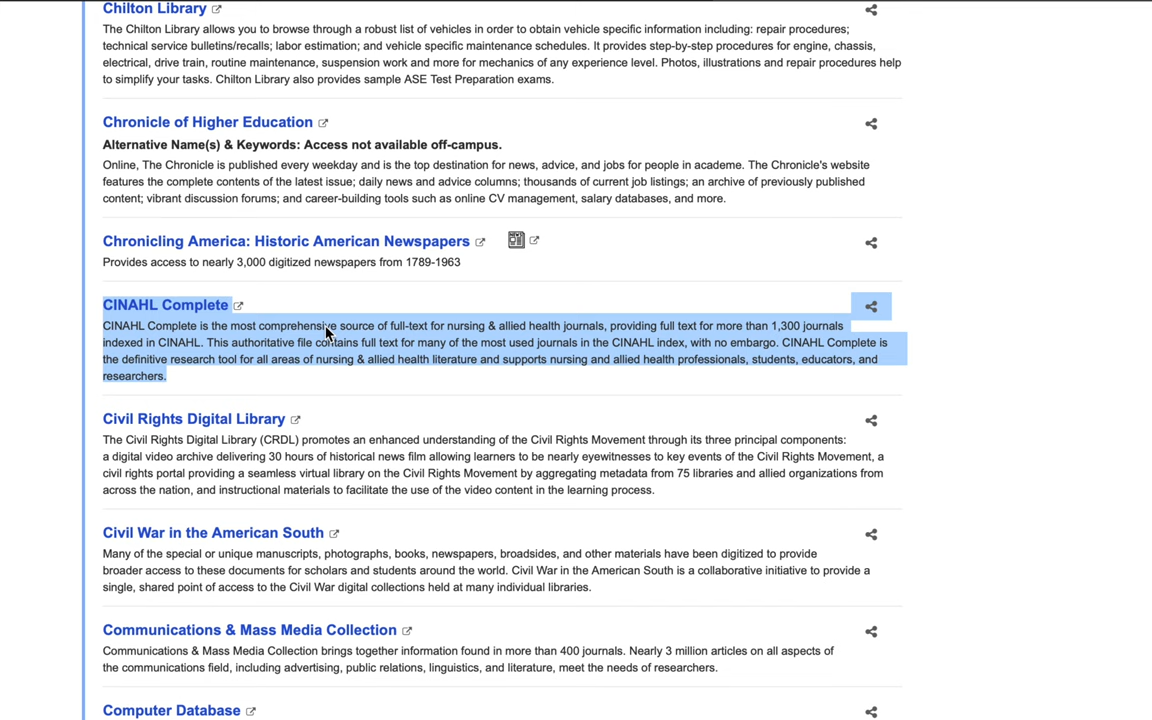 Chilton Library
The Chilton Library allows you to browse through a robust list of vehicles in order to obtain vehicle specific information including: repair procedures;
technical service bulletins/recalls; labor estimation; and vehicle specific maintenance schedules. It provides step-by-step procedures for engine, chassis,
electrical, drive train, routine maintenance, suspension work and more for mechanics of any experience level. Photos, illustrations and repair procedures help
to simplify your tasks. Chilton Library also provides sample ASE Test Preparation exams.
Chronicle of Higher Education
Alternative Name(s) & Keywords: Access not available off-campus.
Online, The Chronicle is published every weekday and is the top destination for news, advice, and jobs for people in academe. The Chronicle's website
features the complete contents of the latest issue; daily news and advice columns; thousands of current job listings; an archive of previously published
content; vibrant discussion forums; and career-building tools such as online CV management, salary databases, and more.
Chronicling America: Historic American Newspapers
Provides access to nearly 3,000 digitized newspapers from 1789-1963
CINAHL Complete
CINAHL Complete is the most comprehensive source of full-text for nursing & allied health journals, providing full text for more than 1,300 journals
indexed in CINAHL. This authoritative file contains full text for many of the most used journals in the CINAHL index, with no embargo. CINAHL Complete is
the definitive research tool for all areas of nursing & allied health literature and supports nursing and allied health professionals, students, educators, and
researchers.
Civil Rights Digital Library
The Civil Rights Digital Library (CRDL) promotes an enhanced understanding of the Civil Rights Movement through its three principal components:
a digital video archive delivering 30 hours of historical news film allowing learners to be nearly eyewitnesses to key events of the Civil Rights Movement, a
civil rights portal providing a seamless virtual library on the Civil Rights Movement by aggregating metadata from 75 libraries and allied organizations from
across the nation, and instructional materials to facilitate the use of the video content in the learning process.
Civil War in the American South
Many of the special or unique manuscripts, photographs, books, newspapers, broadsides, and other materials have been digitized to provide
broader access to these documents for scholars and students around the world. Civil War in the American South is a collaborative initiative to provide a
single, shared point of access to the Civil War digital collections held at many individual libraries.
Communications & Mass Media Collection
Communications & Mass Media Collection brings together information found in more than 400 journals. Nearly 3 million articles on all aspects of
the communications field, including advertising, public relations, linguistics, and literature, meet the needs of researchers.
Computer Database